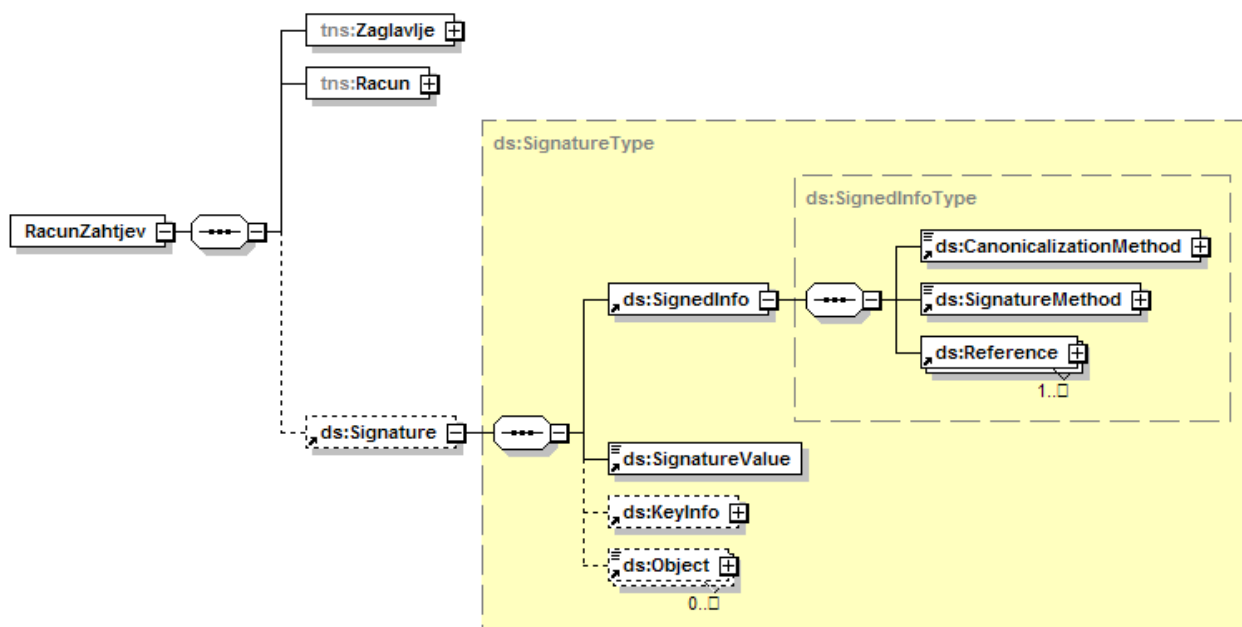 tns:Zaglavlje
tns:Racun
ds:SignatureType
ds:SignedInfoType
RacunZahtjev
ds:CanonicalizationMethod
ds:SignedInfo
ds:SignatureMethod
ds:Reference
1..□
ds:Signature
ds:SignatureValue
ds:KeyInfo
ds:Object
0..□